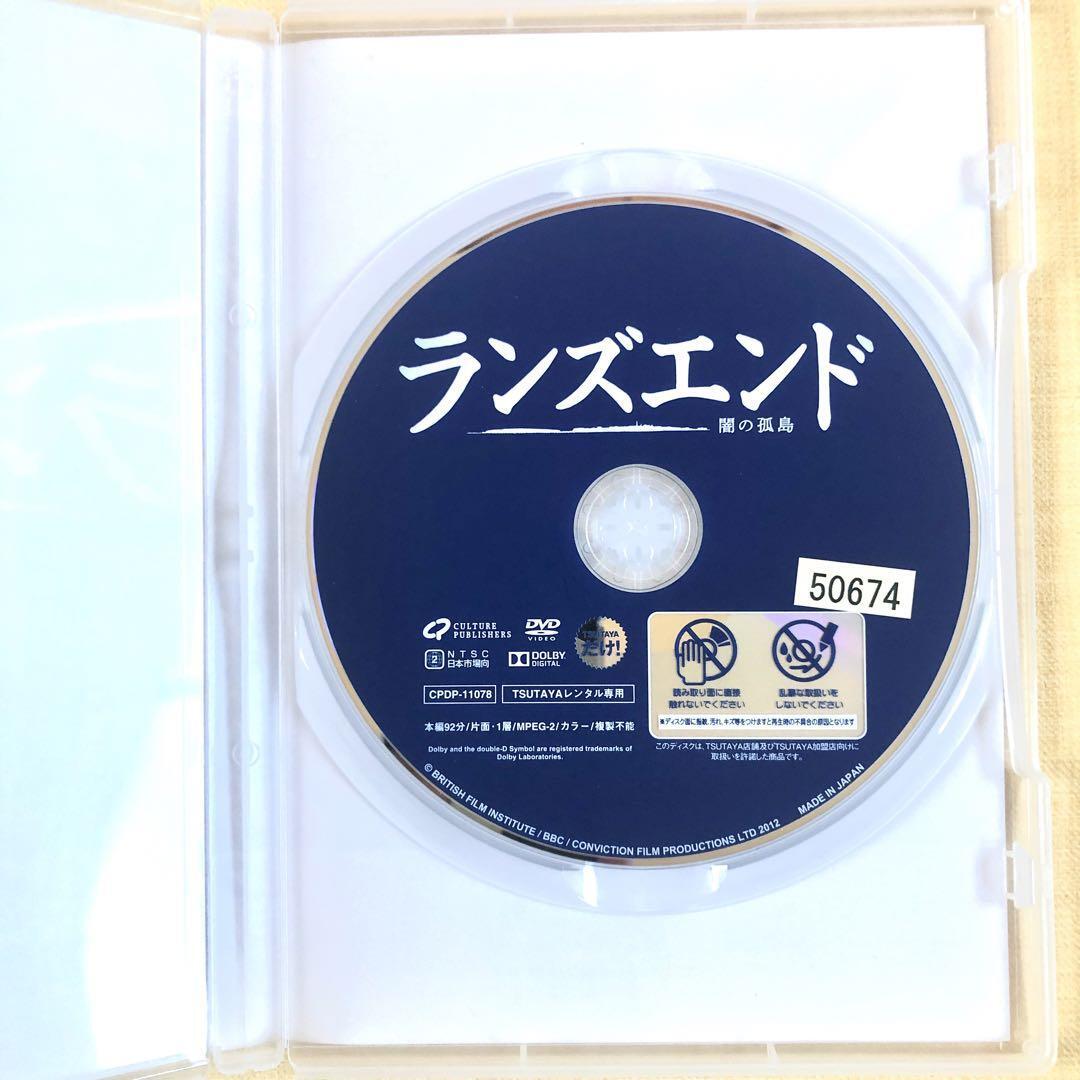 ランズエンド
闇の孤島
50674
CULTURE
PUBLISHERS
DVD
VIDEO
TSUTAYA
だけ!
2
NTSC
日本市場向
DOLBY
DIGITAL
CPDP-11078
TSUTAYAレンタル専用
読み取り面に直接
触れないでください
乱暴な取扱いを
しないでください
※ディスク面に指紋、汚れ、キズ等をつけますと再生時の不具合の原因となります
本編92分/片面・1層/MPEG-2/カラー/複製不能
このディスクは、TSUTAYA店舗及びTSUTAYA加盟店向けに
取扱いを許諾した商品です。
Dolby and the double-D Symbol are registered trademarks of
Dolby Laboratories.
© BRITISH FILM INSTITUTE / BBC / CONVICTION FILM PRODUCTIONS LTD 2012
MADE IN JAPAN